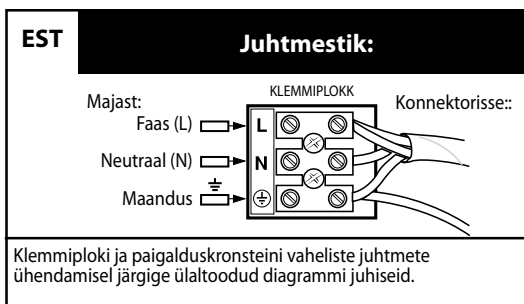 EST
Juhtmestik:
KLEMMIPLOKK
Majast:
Konnektorisse::
Faas (L)
L
Neutraal (N)
N
Maandus
Klemmiploki ja paigalduskronsteini vaheliste juhtmete
ühendamisel järgige ülaltoodud diagrammi juhiseid.